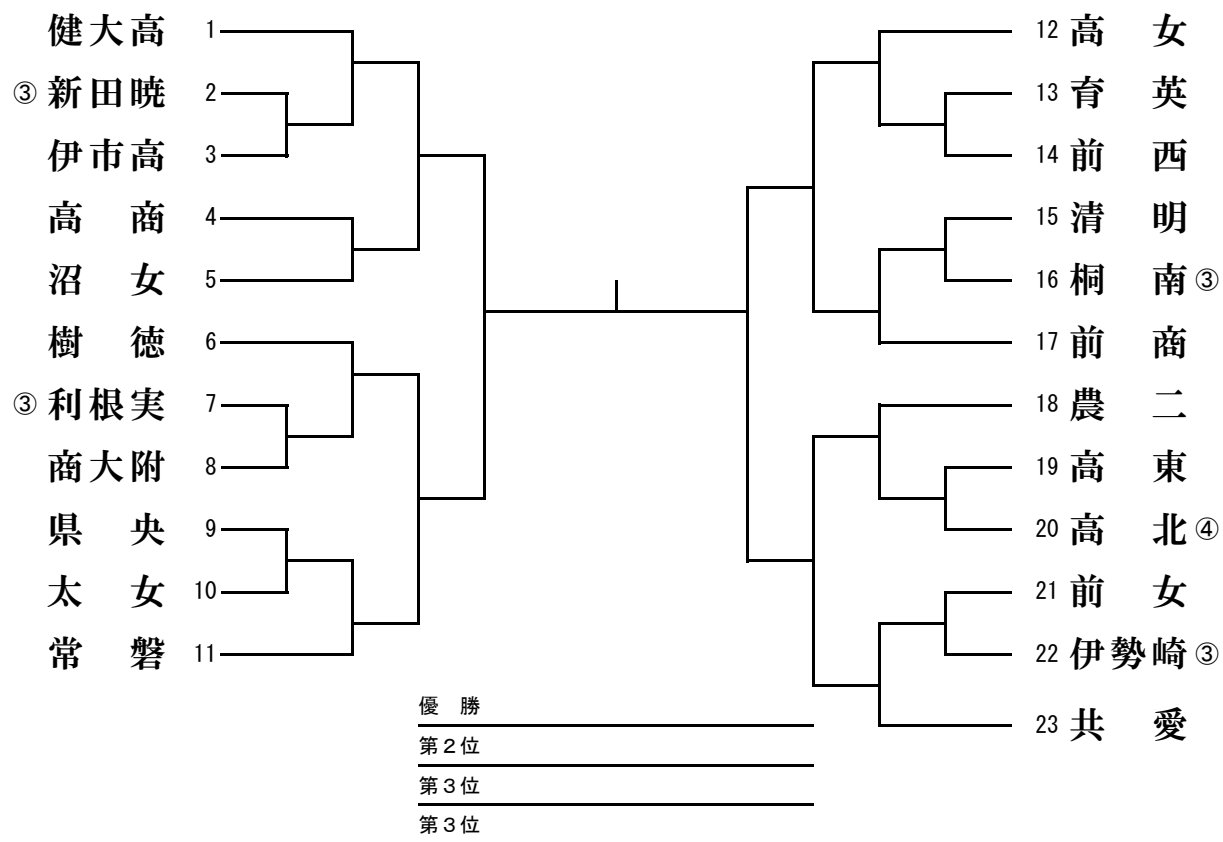 健大高 1
③ 新田暁 2
伊市高 3
高商 4
沼女 5
樹徳 6
③ 利根実 7
商大附 8
県央 9
太女 10
常磐 11
12 高女
13 育英
14 前西
15 清明
16 桐南 ③
17 前商
18 農二
19 高東
20 高北 ④
21 前女
22 伊勢崎 ③
23 共愛
優勝
第２位
第３位
第３位